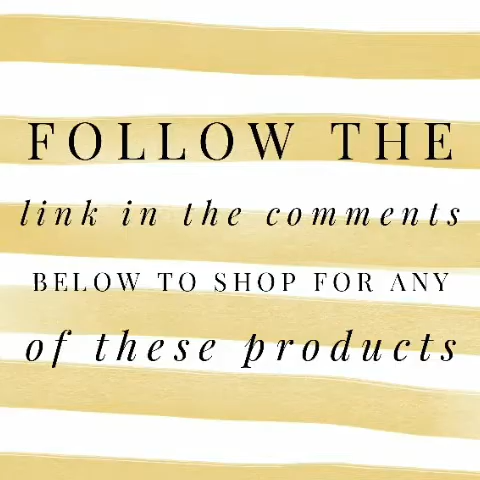 FOLLOW THE
link in the comments
BELOW TO SHOP FOR ANY
of these products